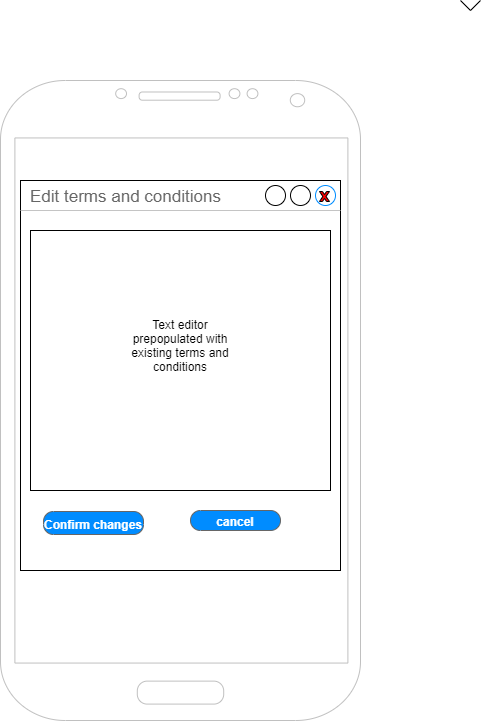 Edit terms and conditions
X
Text editor
prepopulated with
existing terms and
conditions
Confirm changes
cancel